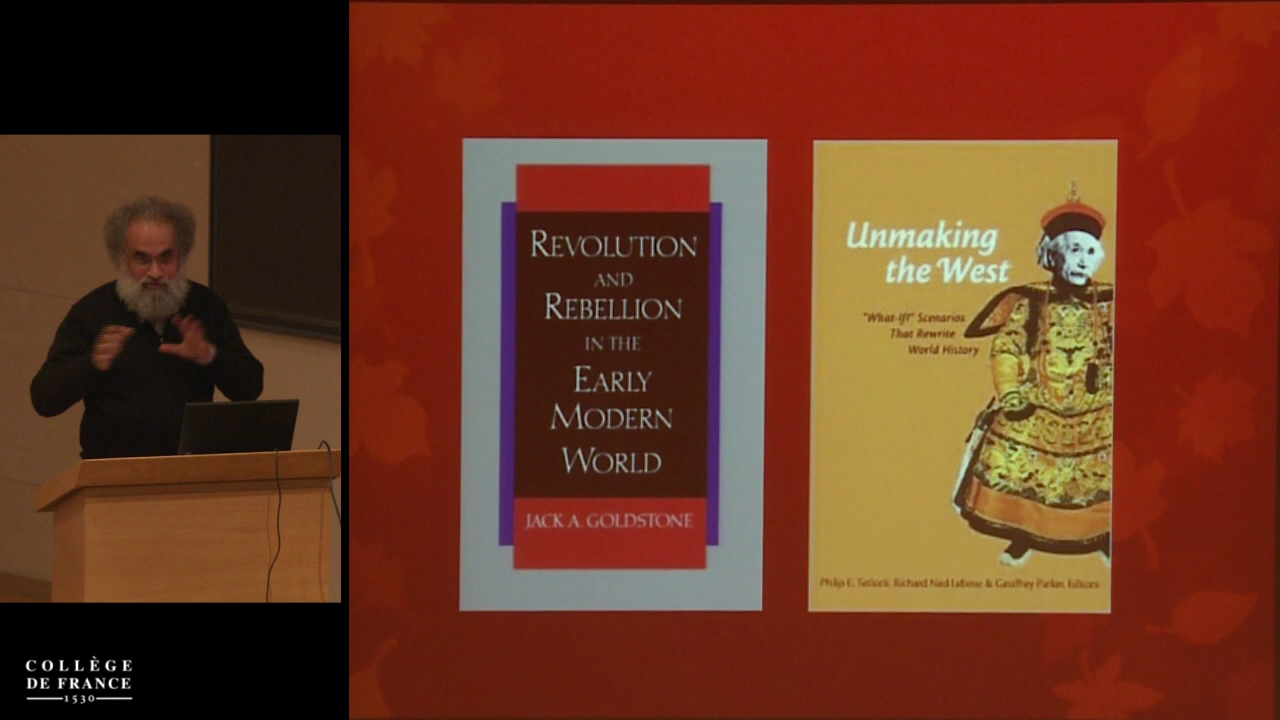 REVOLUTION
AND
REBELLION
IN THE
EARLY
MODERN
WORLD
JACK A. GOLDSTONE
Unmaking
the West
"What-If?" Scenarios
That Rewrite
World History
Philip E. Tetlock, Richard Ned Lebow & Geoffrey Parker, Editors
COLLÈGE
DE FRANCE
1530